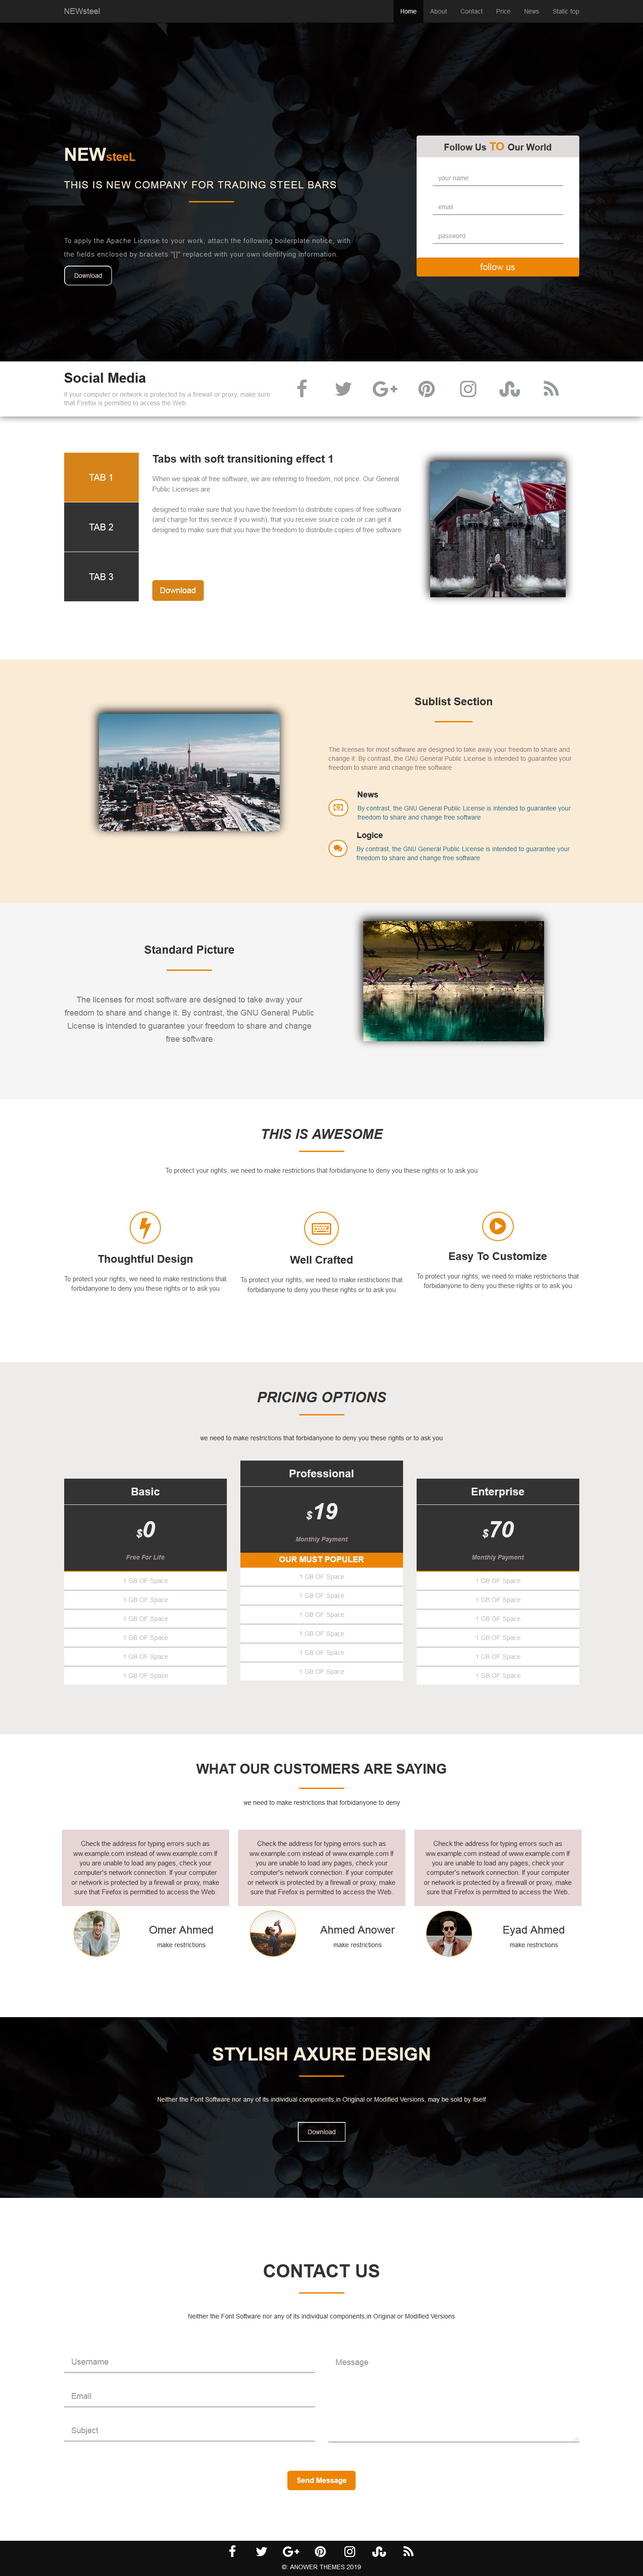 NEWsteel
Home About Contact Price News Static top
NEWsteeL
THIS IS NEW COMPANY FOR TRADING STEEL BARS
To apply the Apache License to your work, attach the following boilerplate notice, with
the fields enclosed by brackets "[]" replaced with your own identifying information.
Download
Follow Us TO Our World
your name
email
password
follow us
Social Media
If your computer or network is protected by a firewall or proxy, make sure
that Firefox is permitted to access the Web.
TAB 1
TAB 2
TAB 3
Tabs with soft transitioning effect 1
When we speak of free software, we are referring to freedom, not price. Our General
Public Licenses are
designed to make sure that you have the freedom to distribute copies of free software
(and charge for this service if you wish), that you receive source code or can get it
designed to make sure that you have the freedom to distribute copies of free software
Download
Sublist Section
The licenses for most software are designed to take away your freedom to share and
change it. By contrast, the GNU General Public License is intended to guarantee your
freedom to share and change free software
News
By contrast, the GNU General Public License is intended to guarantee your
freedom to share and change free software
Logice
By contrast, the GNU General Public License is intended to guarantee your
freedom to share and change free software
Standard Picture
The licenses for most software are designed to take away your
freedom to share and change it. By contrast, the GNU General Public
License is intended to guarantee your freedom to share and change
free software
THIS IS AWESOME
To protect your rights, we need to make restrictions that forbidanyone to deny you these rights or to ask you
Thoughtful Design
To protect your rights, we need to make restrictions that
forbidanyone to deny you these rights or to ask you
Well Crafted
To protect your rights, we need to make restrictions that
forbidanyone to deny you these rights or to ask you
Easy To Customize
To protect your rights, we need to make restrictions that
forbidanyone to deny you these rights or to ask you
PRICING OPTIONS
we need to make restrictions that forbidanyone to deny you these rights or to ask you
Basic
$0
Free For Life
1 GB OF Space
1 GB OF Space
1 GB OF Space
1 GB OF Space
1 GB OF Space
1 GB OF Space
Professional
$19
Monthly Payment
OUR MUST POPULER
1 GB OF Space
1 GB OF Space
1 GB OF Space
1 GB OF Space
1 GB OF Space
1 GB OF Space
Enterprise
$70
Monthly Payment
1 GB OF Space
1 GB OF Space
1 GB OF Space
1 GB OF Space
1 GB OF Space
1 GB OF Space
WHAT OUR CUSTOMERS ARE SAYING
we need to make restrictions that forbidanyone to deny
Check the address for typing errors such as
ww.example.com instead of www.example.com If
you are unable to load any pages, check your
computer's network connection. If your computer
or network is protected by a firewall or proxy, make
sure that Firefox is permitted to access the Web.
Omer Ahmed
make restrictions
Check the address for typing errors such as
ww.example.com instead of www.example.com If
you are unable to load any pages, check your
computer's network connection. If your computer
or network is protected by a firewall or proxy, make
sure that Firefox is permitted to access the Web.
Ahmed Anower
make restrictions
Check the address for typing errors such as
ww.example.com instead of www.example.com If
you are unable to load any pages, check your
computer's network connection. If your computer
or network is protected by a firewall or proxy, make
sure that Firefox is permitted to access the Web.
Eyad Ahmed
make restrictions
STYLISH AXURE DESIGN
Neither the Font Software nor any of its individual components,in Original or Modified Versions, may be sold by itself
Download
CONTACT US
Neither the Font Software nor any of its individual components,in Original or Modified Versions
Username
Email
Subject
Message
Send Message
©: ANOWER THEMES 2019